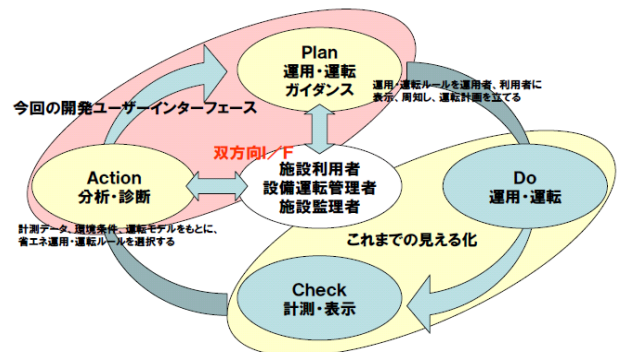 Plan
運用・運転
ガイダンス
運用・運転ルールを運用者、利用者に
表示、周知し、運転計画を立てる
今回の開発ユーザーインターフェース
双方向I/F
Action
分析・診断
施設利用者
設備運転管理者
施設監理者
Do
運用・運転
計測データ、環境条件、運転モデルをもとに、
省エネ運用・運転ルールを選択する
これまでの見える化
Check
計測・表示